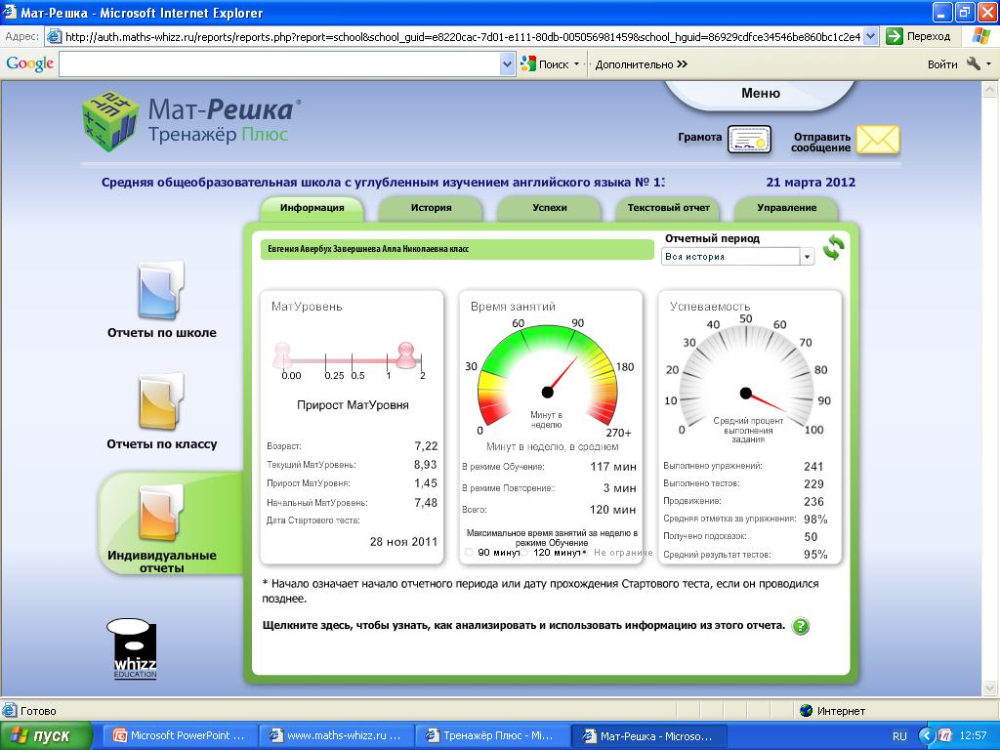 Мат-Решка - Microsoft Internet Explorer
Адрес: http://auth.maths-whizz.ru/reports/reports.php?report=school&school_guid=e8220cac-7d01-e111-80db-005056981459&school_hguid=86929cdfce34546be860bc1c2e4 Переход
Google Поиск Дополнительно Войти
Мат-Решка®
Тренажёр Плюс
Меню
Грамота
Отправить
сообщение
Средняя общеобразовательная школа с углубленным изучением английского языка № 13
21 марта 2012
Информация История Успехи Текстовый отчет Управление
Евгения Авербух Завершнева Алла Николаевна класс
Отчетный период
Вся история
Отчеты по школе
Отчеты по классу
Индивидуальные
отчеты
whizz
EDUCATION
МатУровень
0.00 0.25 0.5 1 2
Прирост МатУровня
Возраст: 7,22
Текущий МатУровень: 8,93
Прирост МатУровня: 1,45
Начальный МатУровень: 7,48
Дата Стартового теста:
28 ноя 2011
Время занятий
0 30 60 90 180 270+
Минут в
неделю
Минут в неделю, в среднем
В режиме Обучение: 117 мин
В режиме Повторение:: 3 мин
Всего: 120 мин
Максимальное время занятий за неделю в
режиме Обучение
90 минут 120 минут Не ограниче
Успеваемость
0 10 20 30 40 50 60 70 80 90 100
Средний процент
выполнения
задания
Выполнено упражнений: 241
Выполнено тестов: 229
Продвижение: 236
Средняя отметка за упражнения: 98%
Получено подсказок: 50
Средний результат тестов: 95%
* Начало означает начало отчетного периода или дату прохождения Стартового теста, если он проводился
позднее.
Щелкните здесь, чтобы узнать, как анализировать и использовать информацию из этого отчета. ?
Готово Интернет
пуск Microsoft PowerPoint ... www.maths-whizz.ru ... Тренажёр Плюс - Mi... Мат-Решка - Microso... RU 12:57